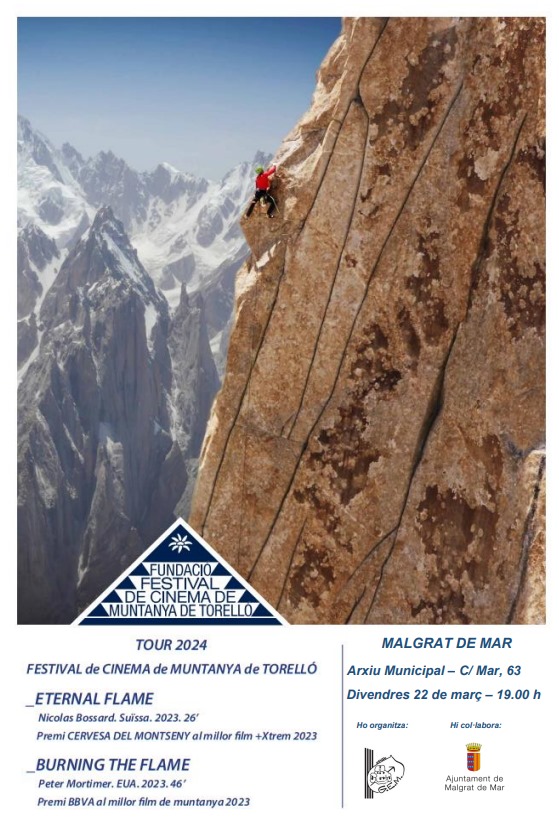 FUNDACIÓ
FESTIVAL
DE CINEMA DE
MUNTANYA DE TORELLÓ
TOUR 2024
FESTIVAL de CINEMA de MUNTANYA de TORELLÓ
_ETERNAL FLAME
Nicolas Bossard. Suïssa. 2023. 26’
Premi CERVESA DEL MONTSENY al millor film +Xtrem 2023
_BURNING THE FLAME
Peter Mortimer. EUA. 2023. 46’
Premi BBVA al millor film de muntanya 2023
MALGRAT DE MAR
Arxiu Municipal – C/ Mar, 63
Divendres 22 de març – 19.00 h
Ho organitza:
Hi col·labora:
G.E.M.
Ajuntament de
Malgrat de Mar